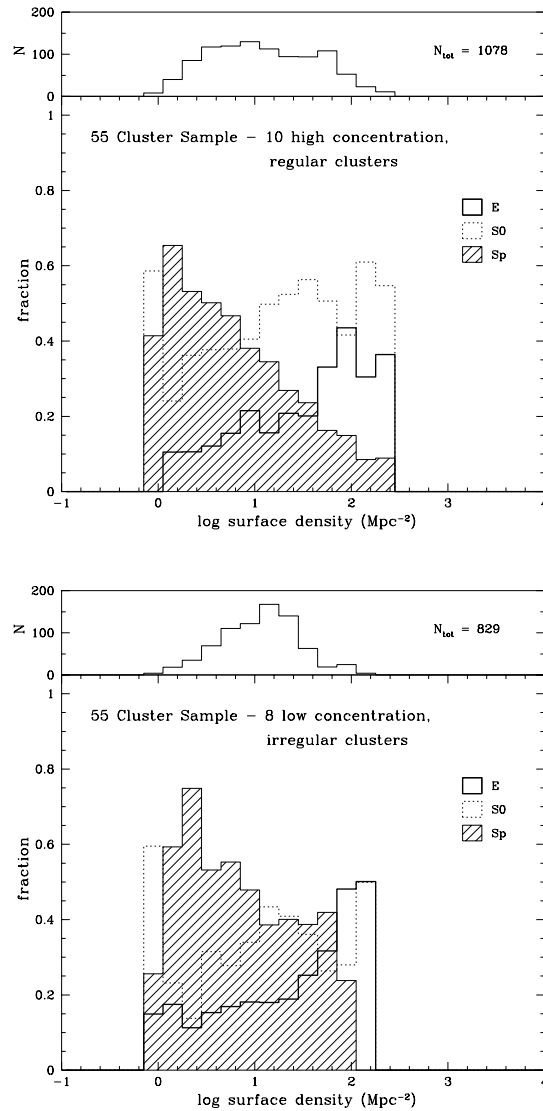 200
100
0
N
N_tot = 1078
1
0.8
0.6
0.4
0.2
0
fraction
55 Cluster Sample – 10 high concentration,
regular clusters
E
S0
Sp
-1 0 1 2 3 4
log surface density (Mpc⁻²)
200
100
0
N
N_tot = 829
1
0.8
0.6
0.4
0.2
0
fraction
55 Cluster Sample – 8 low concentration,
irregular clusters
E
S0
Sp
-1 0 1 2 3 4
log surface density (Mpc⁻²)